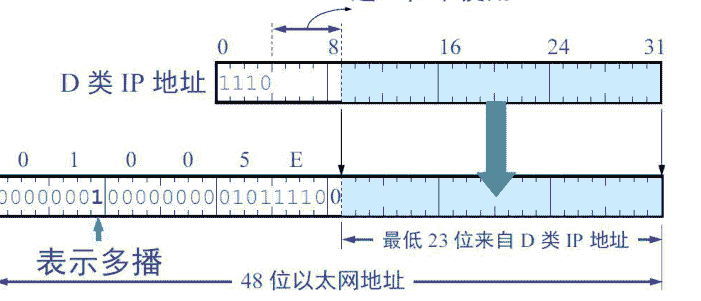 0 8 16 24 31
D 类 IP 地址 1110
0 1 0 0 5 E
00000001 00000000 01011110 0
最低 23 位来自 D 类 IP 地址
表示多播
48 位以太网地址